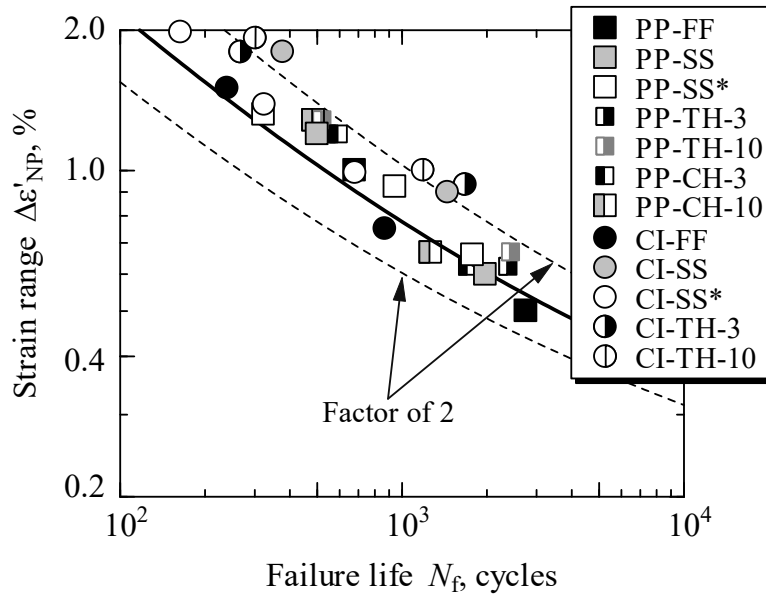 2.0
1.0
0.4
0.2
Strain range Δε'NP, %
10²
10³
10⁴
Failure life Nf, cycles
Factor of 2
PP-FF
PP-SS
PP-SS*
PP-TH-3
PP-TH-10
PP-CH-3
PP-CH-10
CI-FF
CI-SS
CI-SS*
CI-TH-3
CI-TH-10